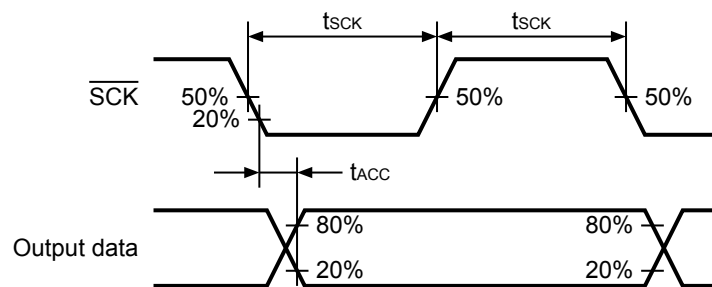 tSCK tSCK
SCK 50% 50% 50%
20%
tACC
80% 80%
Output data
20% 20%